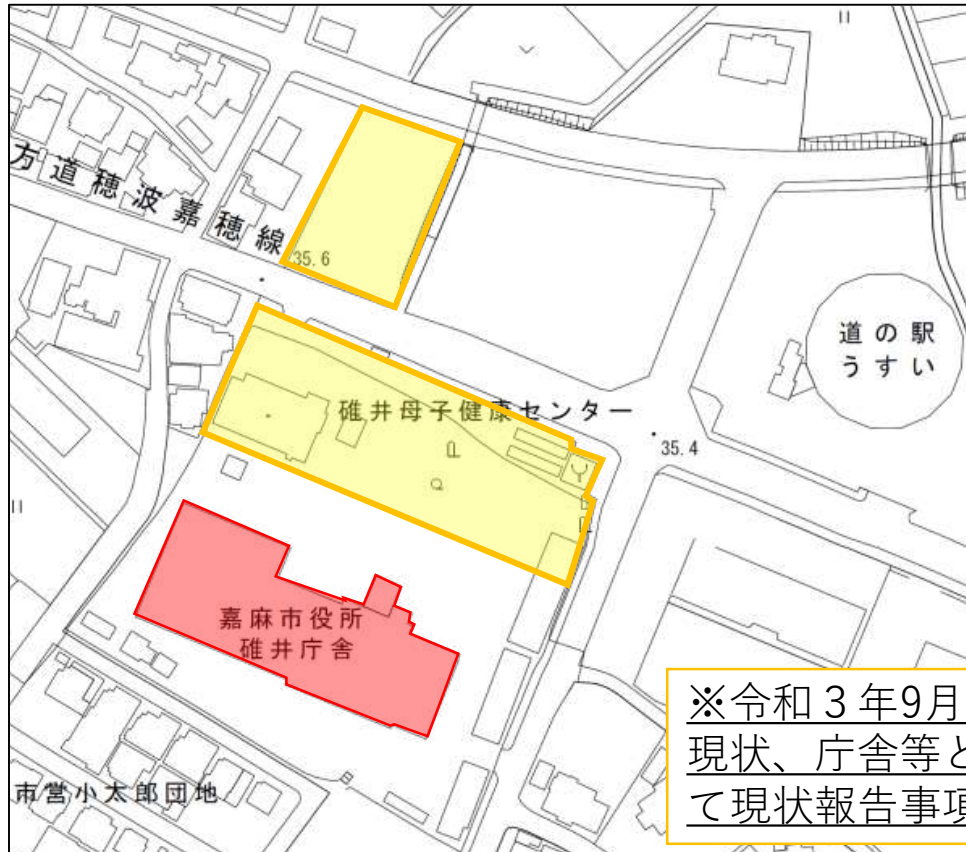 方道穂波嘉穂線
35.6
道の駅
うすい
碓井母子健康センター
35.4
嘉麻市役所
碓井庁舎
市営小太郎団地
※令和３年9月
現状、庁舎等と
て現状報告事項